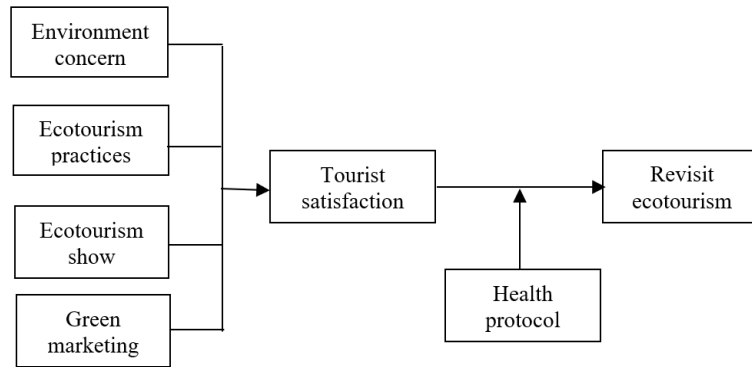 Environment
concern
Ecotourism
practices
Ecotourism
show
Green
marketing
Tourist
satisfaction
Health
protocol
Revisit
ecotourism